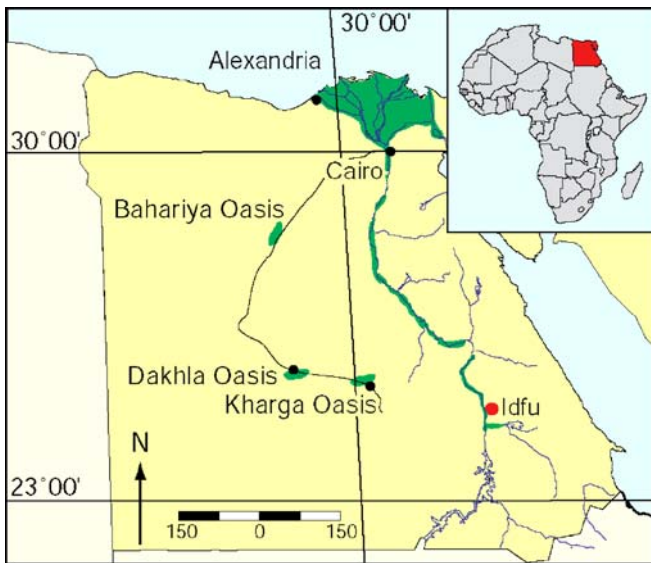 30°00'
Alexandria
30°00'
Cairo
Bahariya Oasis
Dakhla Oasis
Kharga Oasis
Idfu
N
23°00'
150 0 150